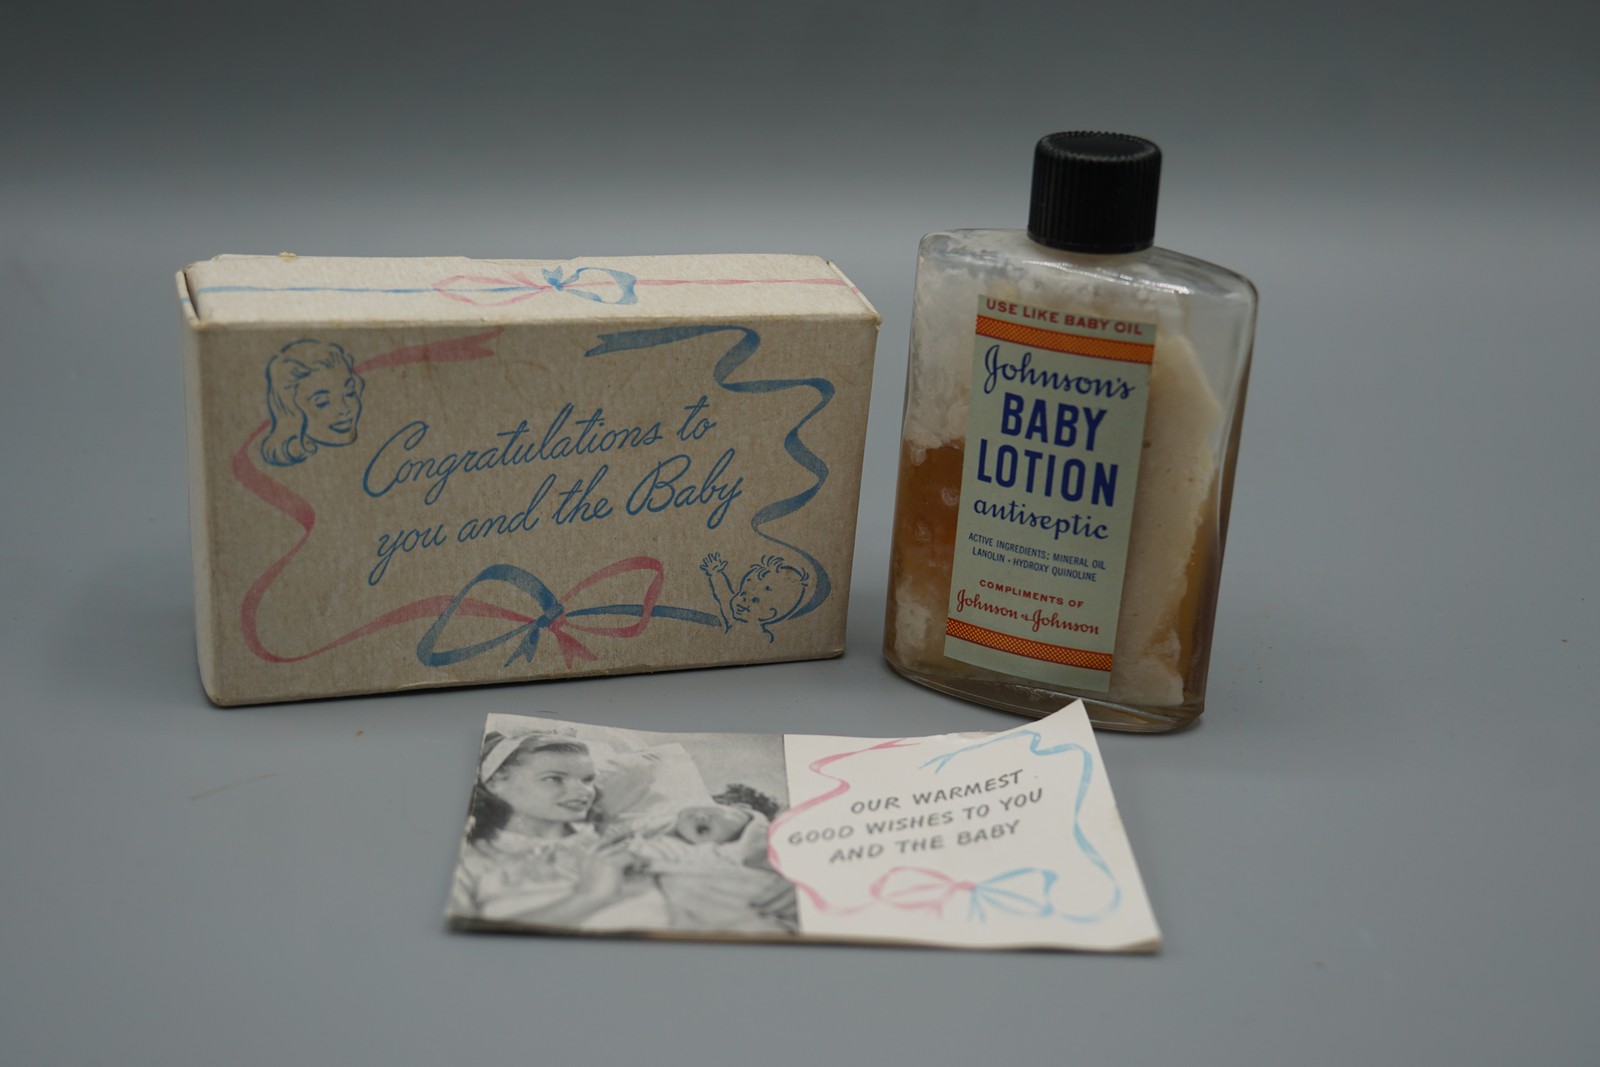 Congratulations to
you and the Baby
USE LIKE BABY OIL
Johnson's
BABY
LOTION
antiseptic
ACTIVE INGREDIENTS: MINERAL OIL
LANOLIN - HYDROXY QUINOLINE
COMPLIMENTS OF
Johnson & Johnson
OUR WARMEST
GOOD WISHES TO YOU
AND THE BABY